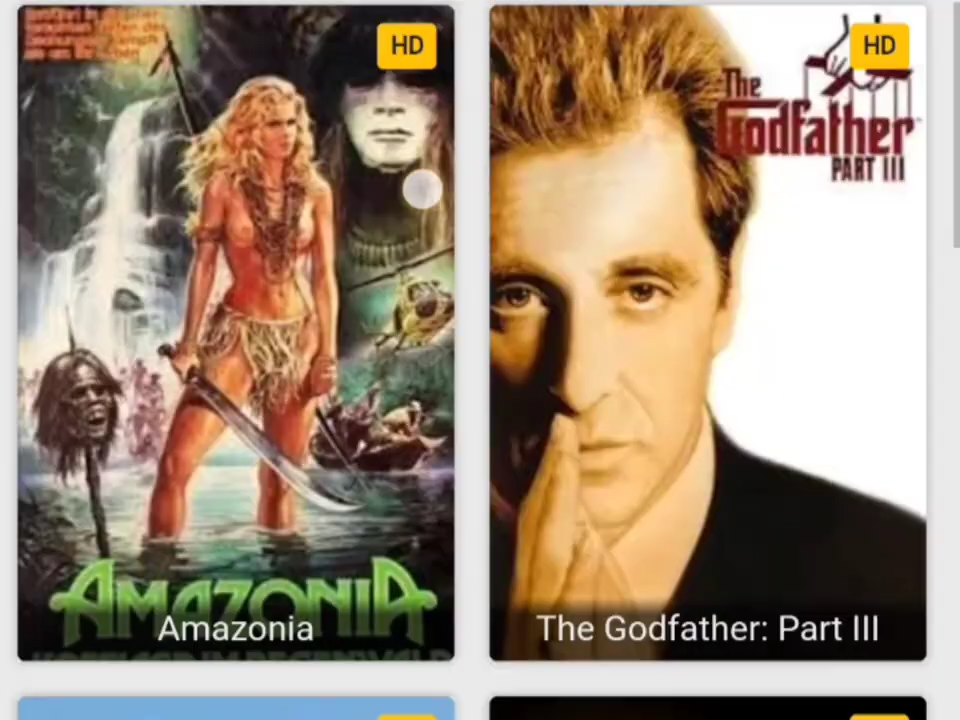 HD
AMAZONIA
Amazonia
HD
The
Godfather
PART III
The Godfather: Part III